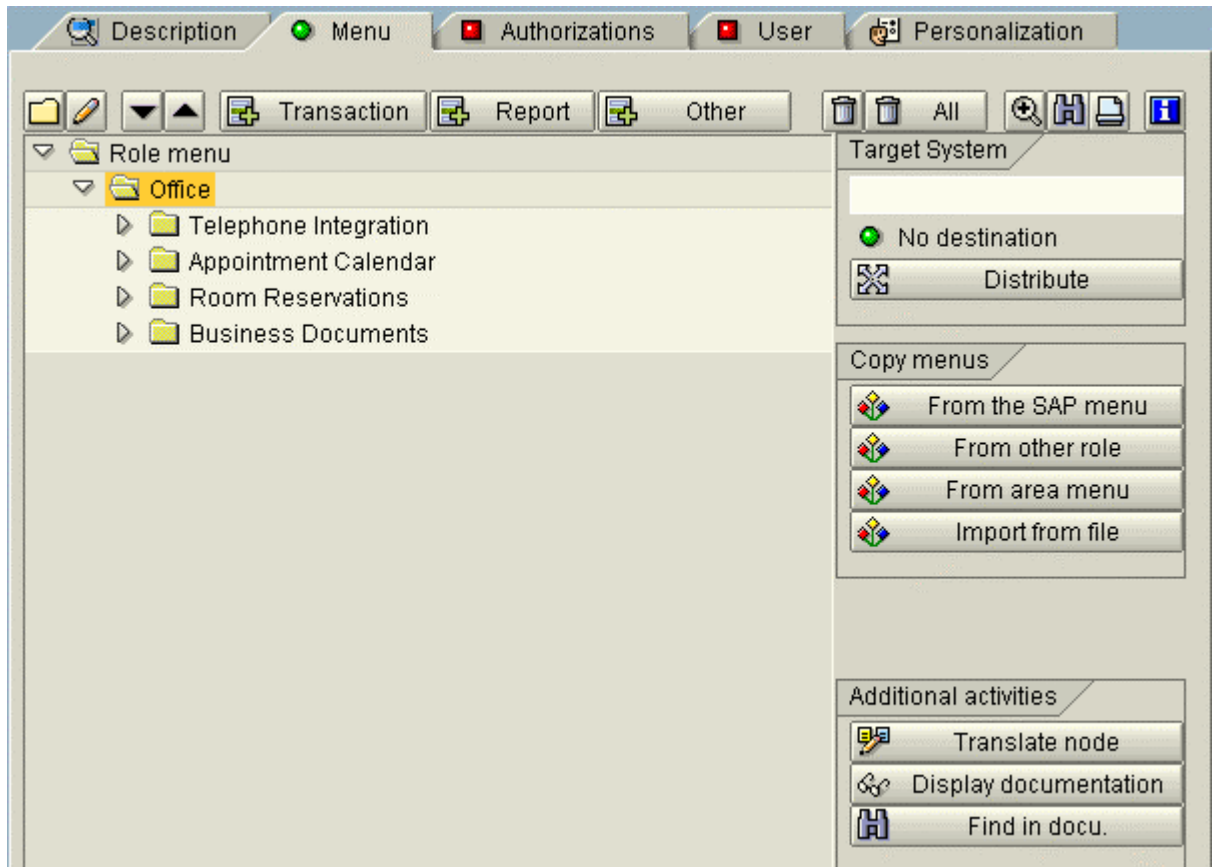 Description Menu Authorizations User Personalization
Transaction Report Other All
Role menu
Office
Telephone Integration
Appointment Calendar
Room Reservations
Business Documents
Target System
No destination
Distribute
Copy menus
From the SAP menu
From other role
From area menu
Import from file
Additional activities
Translate node
Display documentation
Find in docu.